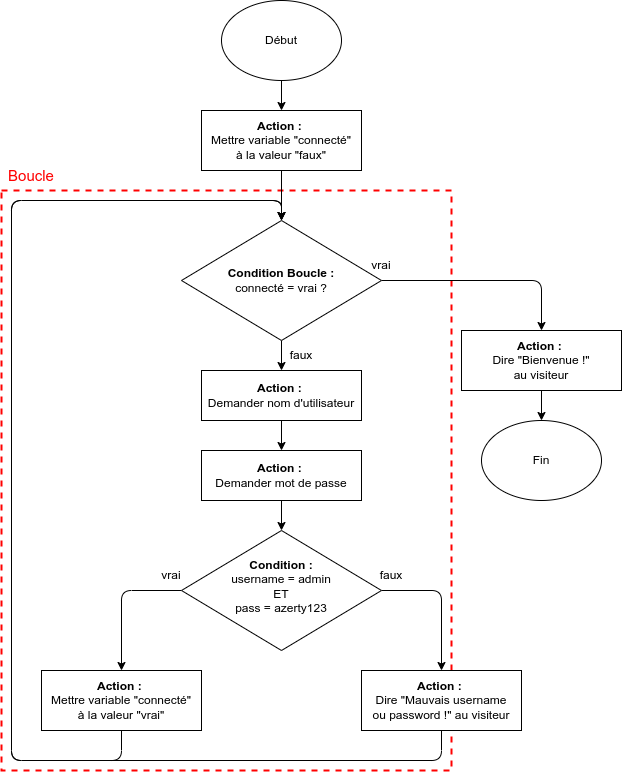 Début
Action :
Mettre variable "connecté"
à la valeur "faux"
Boucle
Condition Boucle :
connecté = vrai ?
vrai
faux
Action :
Dire "Bienvenue !"
au visiteur
Fin
Action :
Demander nom d'utilisateur
Action :
Demander mot de passe
Condition :
username = admin
ET
pass = azerty123
vrai
faux
Action :
Mettre variable "connecté"
à la valeur "vrai"
Action :
Dire "Mauvais username
ou password !" au visiteur